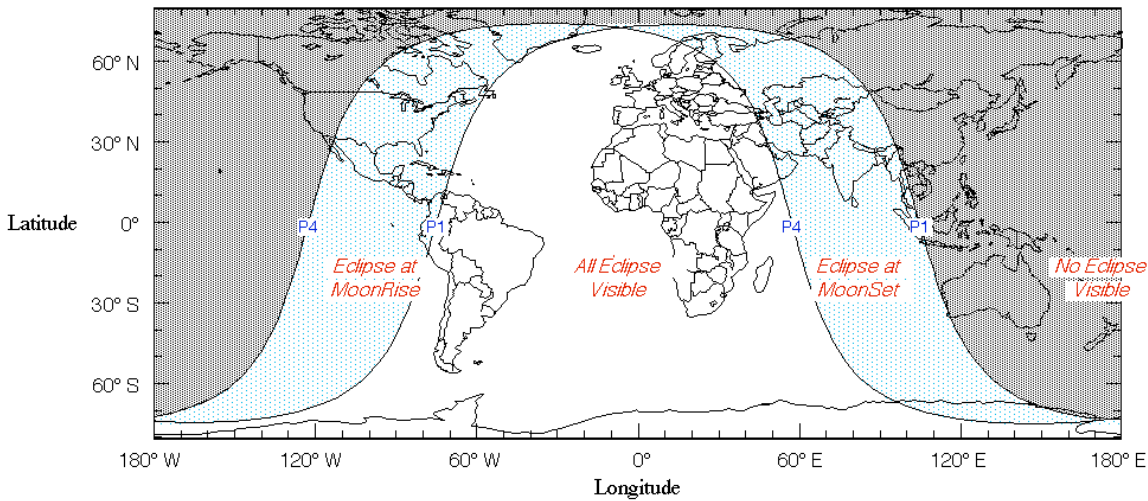 60° N
30° N
Latitude
0°
30° S
60° S
P4
P1
P4
P1
Eclipse at
MoonRise
All Eclipse
Visible
Eclipse at
MoonSet
No Eclipse
Visible
180° W
120° W
60° W
0°
60° E
120° E
180° E
Longitude